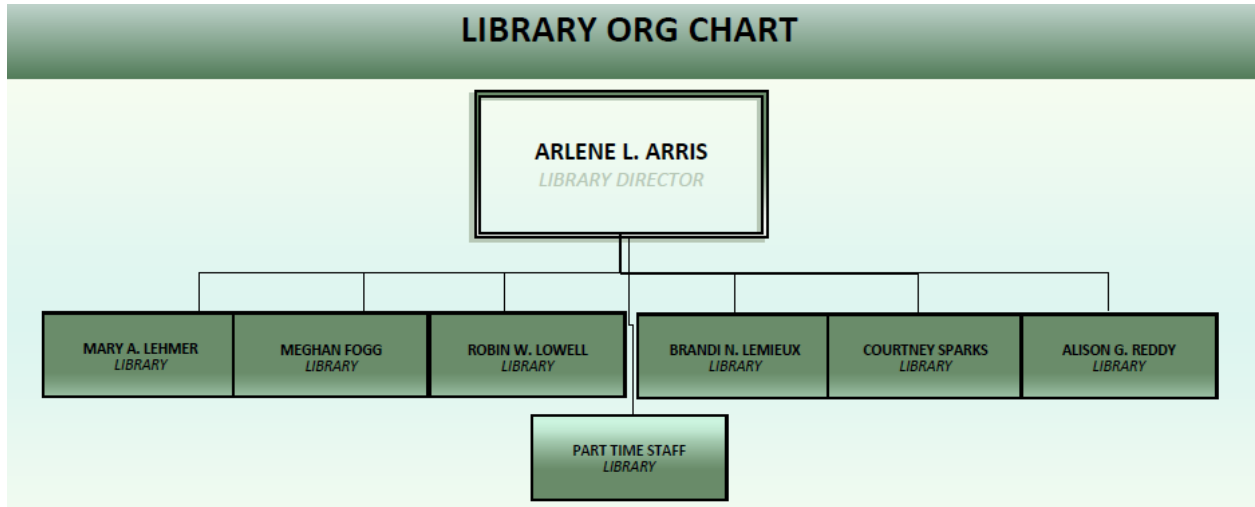 LIBRARY ORG CHART
ARLENE L. ARRIS
LIBRARY DIRECTOR
MARY A. LEHMER
LIBRARY
MEGHAN FOGG
LIBRARY
ROBIN W. LOWELL
LIBRARY
BRANDI N. LEMIEUX
LIBRARY
COURTNEY SPARKS
LIBRARY
ALISON G. REDDY
LIBRARY
PART TIME STAFF
LIBRARY